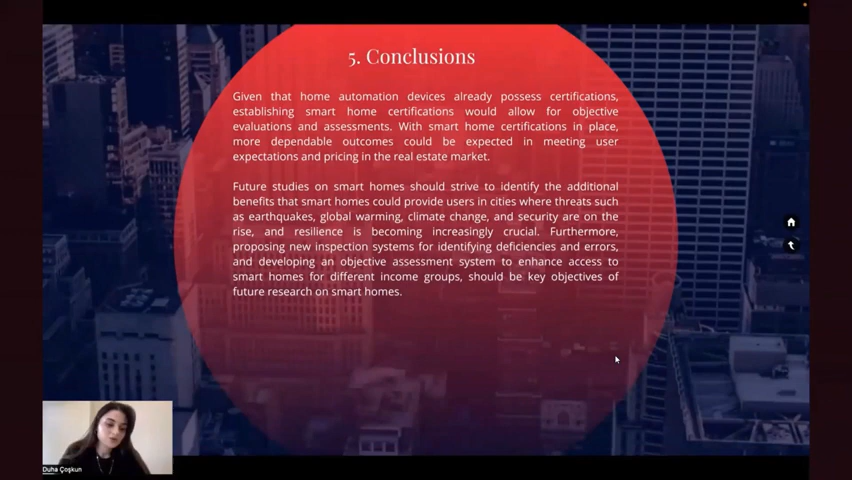 5. Conclusions
Given that home automation devices already possess certifications,
establishing smart home certifications would allow for objective
evaluations and assessments. With smart home certifications in place,
more dependable outcomes could be expected in meeting user
expectations and pricing in the real estate market.
Future studies on smart homes should strive to identify the additional
benefits that smart homes could provide users in cities where threats such
as earthquakes, global warming, climate change, and security are on the
rise, and resilience is becoming increasingly crucial. Furthermore,
proposing new inspection systems for identifying deficiencies and errors,
and developing an objective assessment system to enhance access to
smart homes for different income groups, should be key objectives of
future research on smart homes.
Duha Çoşkun